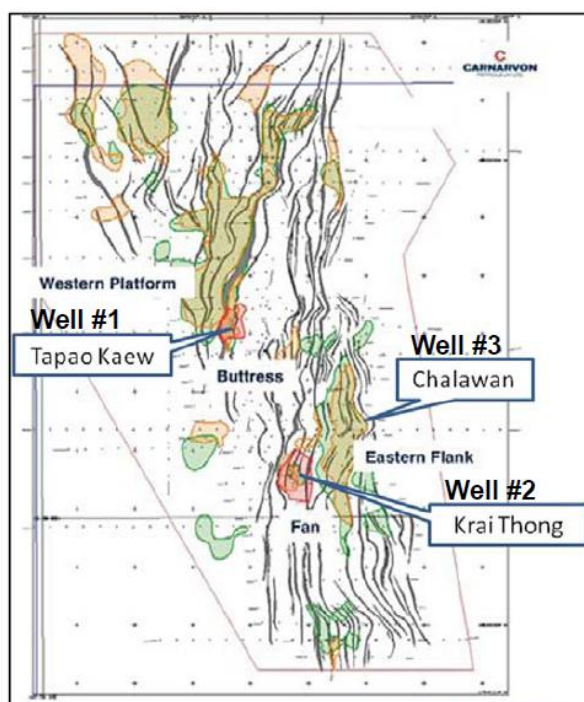 C
CARNARVON
PETROLEUM LTD
Western Platform
Well #1
Tapao Kaew
Well #3
Chalawan
Buttress
Eastern Flank
Well #2
Krai Thong
Fan